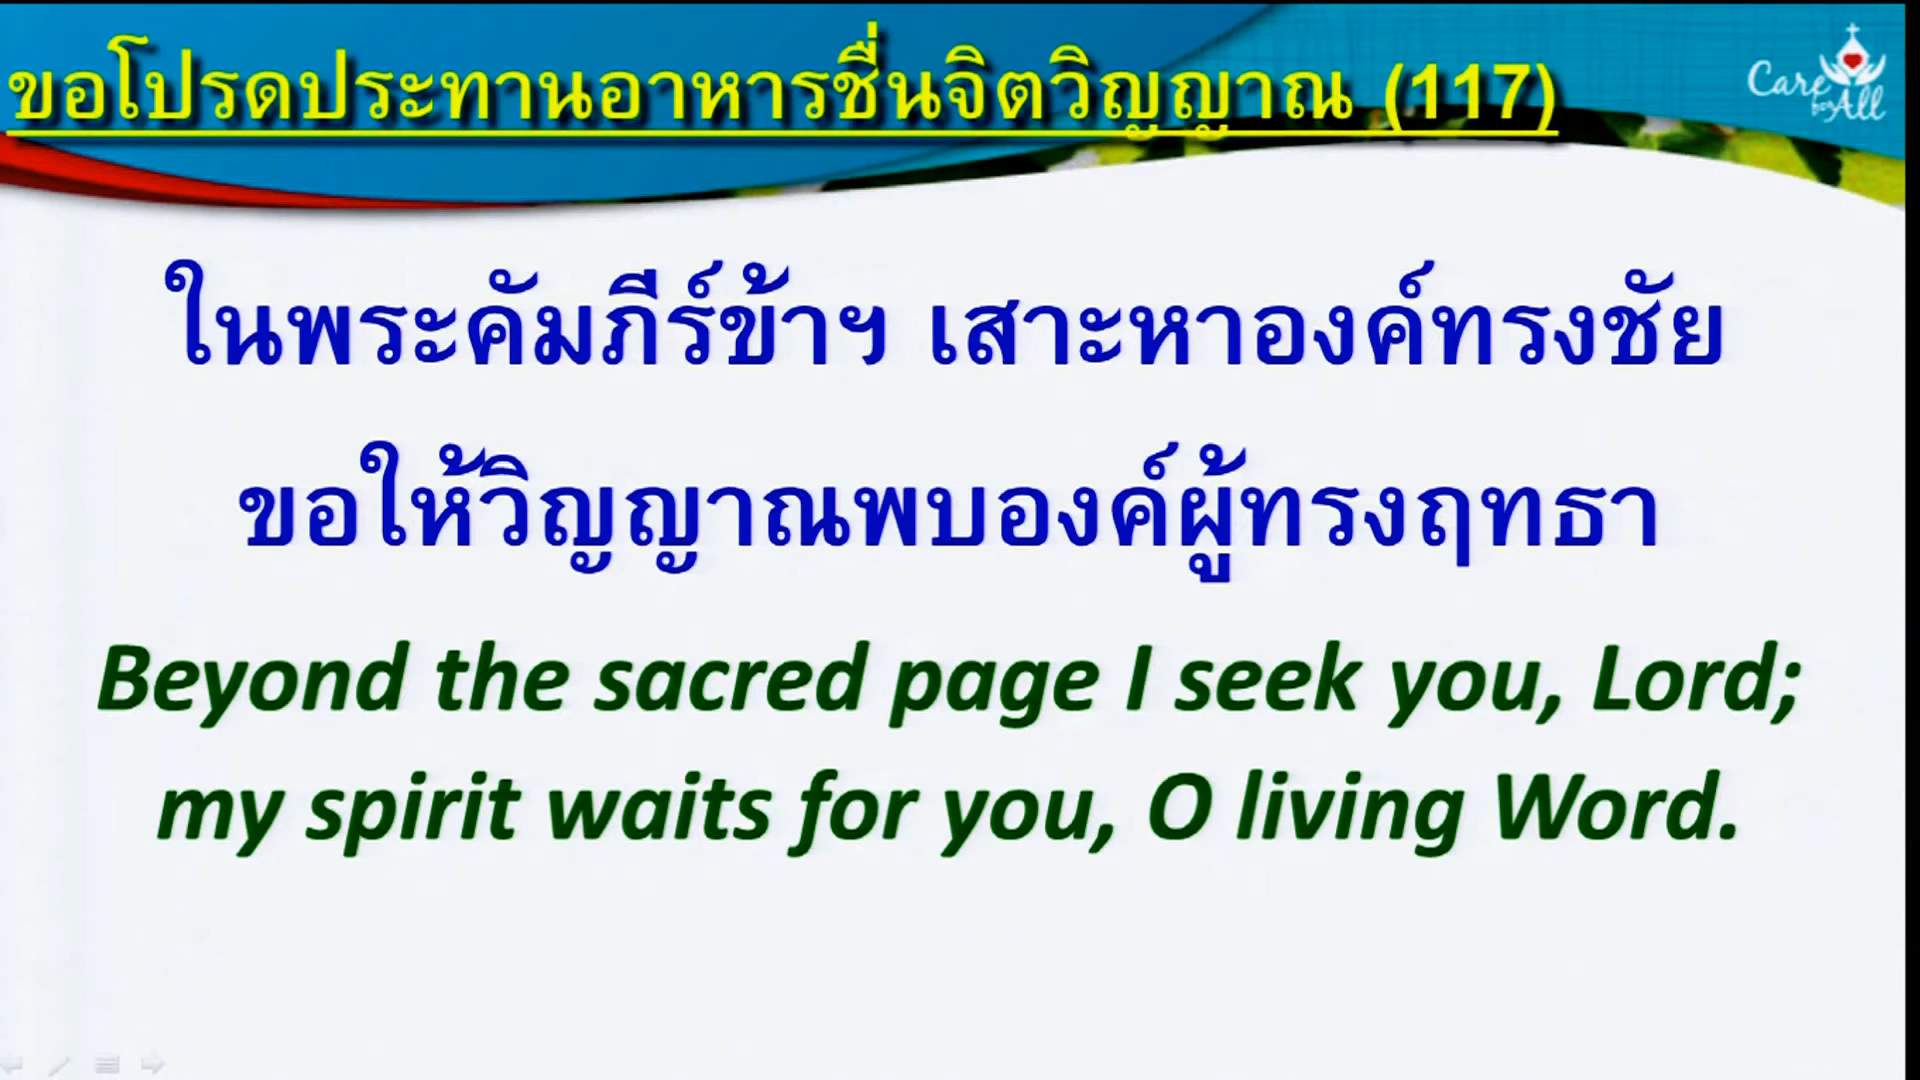 ขอโปรดประทานอาหารชื่นจิตวิญญาณ (117)
Care
for All
ในพระคัมภีร์ข้าฯ เสาะหาองค์ทรงชัย
ขอให้วิญญาณพบองค์ผู้ทรงฤทธา
Beyond the sacred page I seek you, Lord;
my spirit waits for you, O living Word.